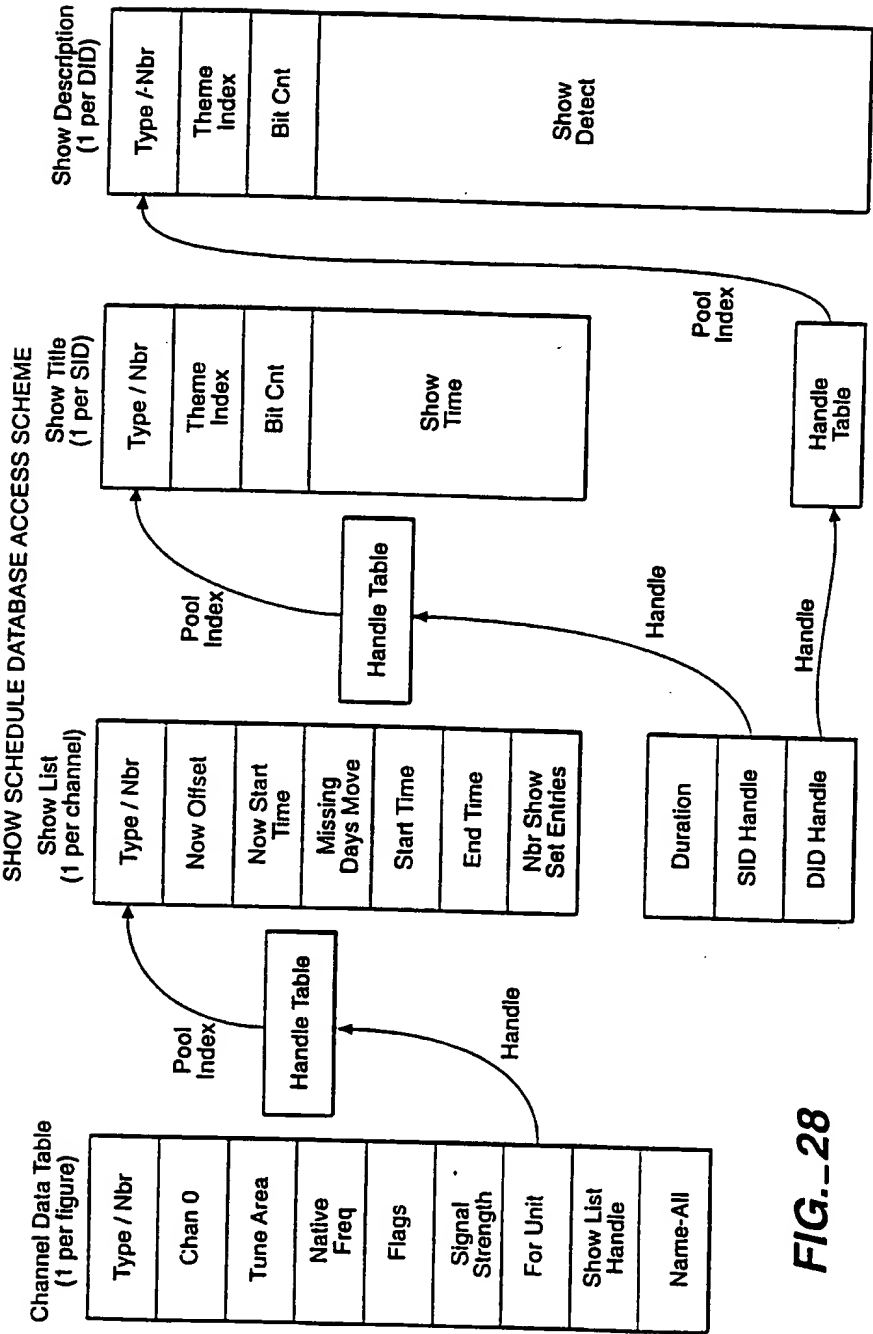 SHOW SCHEDULE DATABASE ACCESS SCHEME
Channel Data Table
(1 per figure)
Type / Nbr
Chan 0
Tune Area
Native
Freq
Flags
Signal
Strength
For Unit
Show List
Handle
Name-All
Handle
Handle Table
Pool
Index
Show List
(1 per channel)
Type / Nbr
Now Offset
Now Start
Time
Missing
Days Move
Start Time
End Time
Nbr Show
Set Entries
Duration
SID Handle
DID Handle
Handle
Handle Table
Pool
Index
Show Title
(1 per SID)
Type / Nbr
Theme
Index
Bit Cnt
Show
Time
Handle
Handle
Table
Pool
Index
Show Description
(1 per DID)
Type /-Nbr
Theme
Index
Bit Cnt
Show
Detect
FIG._28